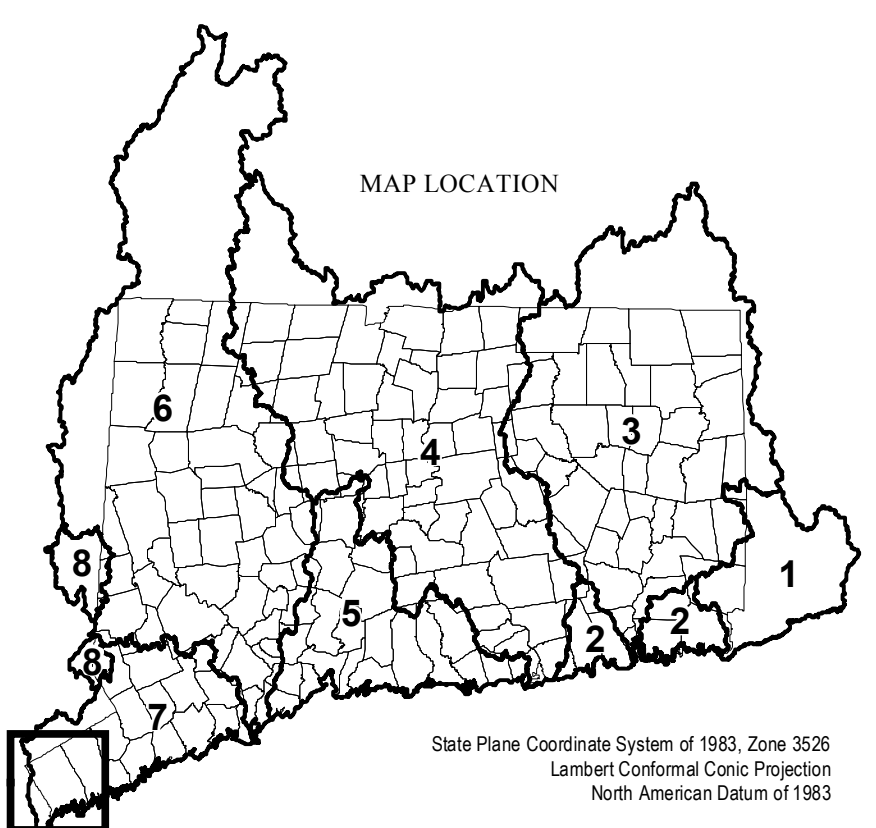 MAP LOCATION
6
4
3
8
1
5
2
2
8
7
State Plane Coordinate System of 1983, Zone 3526
Lambert Conformal Conic Projection
North American Datum of 1983